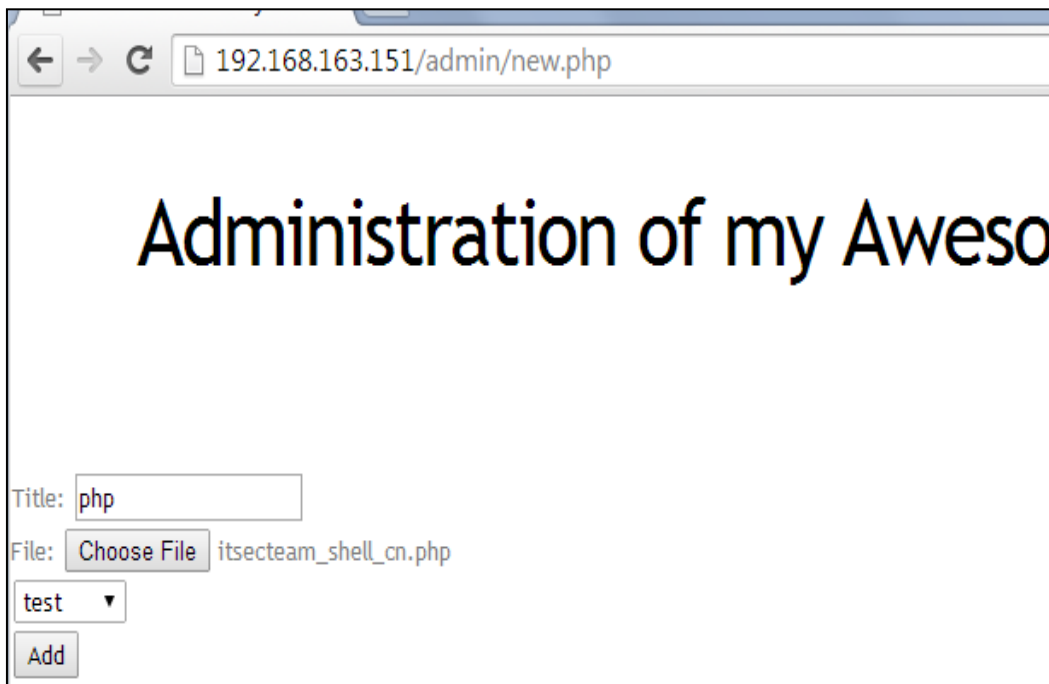 192.168.163.151/admin/new.php
Administration of my Aweso
Title: php
File: Choose File itsecteam_shell_cn.php
test
Add